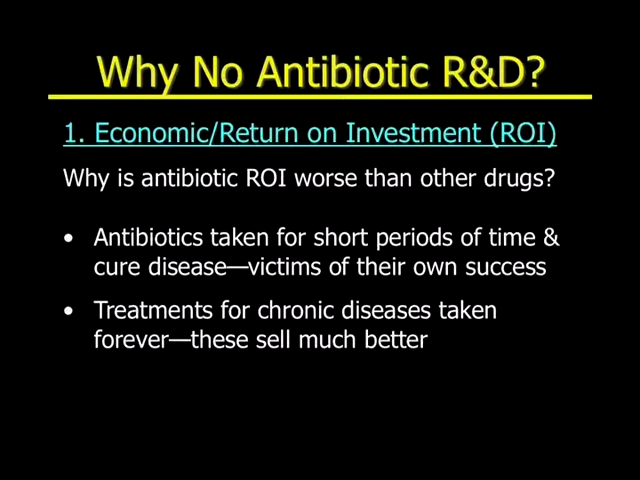 Why No Antibiotic R&D?
1. Economic/Return on Investment (ROI)
Why is antibiotic ROI worse than other drugs?
• Antibiotics taken for short periods of time &
cure disease—victims of their own success
• Treatments for chronic diseases taken
forever—these sell much better